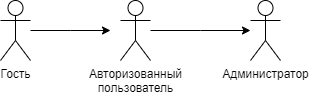 Гость
Авторизованный
пользователь
Администратор